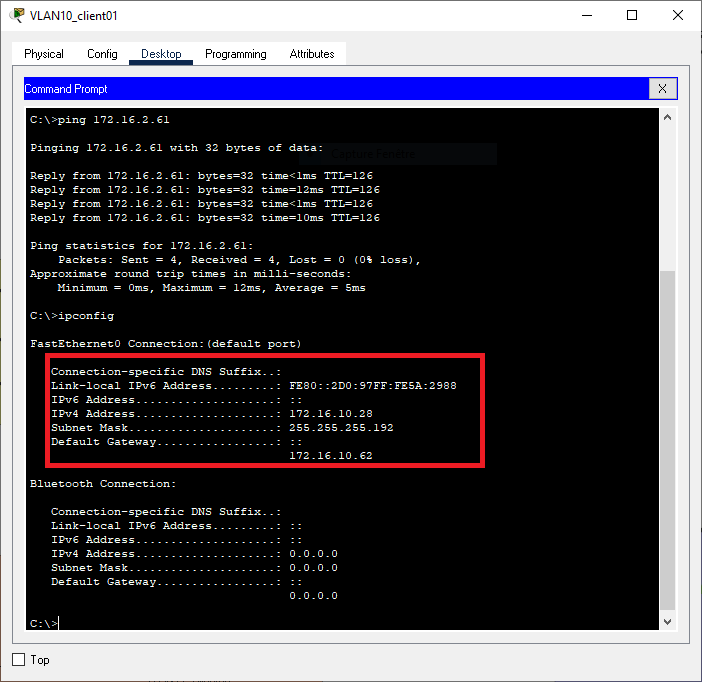 VLAN10_client01
Physical Config Desktop Programming Attributes
Command Prompt X
C:\>ping 172.16.2.61
Pinging 172.16.2.61 with 32 bytes of data:
Reply from 172.16.2.61: bytes=32 time<1ms TTL=126
Reply from 172.16.2.61: bytes=32 time=12ms TTL=126
Reply from 172.16.2.61: bytes=32 time<1ms TTL=126
Reply from 172.16.2.61: bytes=32 time=10ms TTL=126
Ping statistics for 172.16.2.61:
Packets: Sent = 4, Received = 4, Lost = 0 (0% loss),
Approximate round trip times in milli-seconds:
Minimum = 0ms, Maximum = 12ms, Average = 5ms
C:\>ipconfig
FastEthernet0 Connection:(default port)
Connection-specific DNS Suffix..:
Link-local IPv6 Address.........: FE80::2D0:97FF:FE5A:2988
IPv6 Address....................: ::
IPv4 Address....................: 172.16.10.28
Subnet Mask.....................: 255.255.255.192
Default Gateway.................: ::
172.16.10.62
Bluetooth Connection:
Connection-specific DNS Suffix..:
Link-local IPv6 Address.........: ::
IPv6 Address....................: ::
IPv4 Address....................: 0.0.0.0
Subnet Mask.....................: 0.0.0.0
Default Gateway.................: ::
0.0.0.0
C:\>
Top